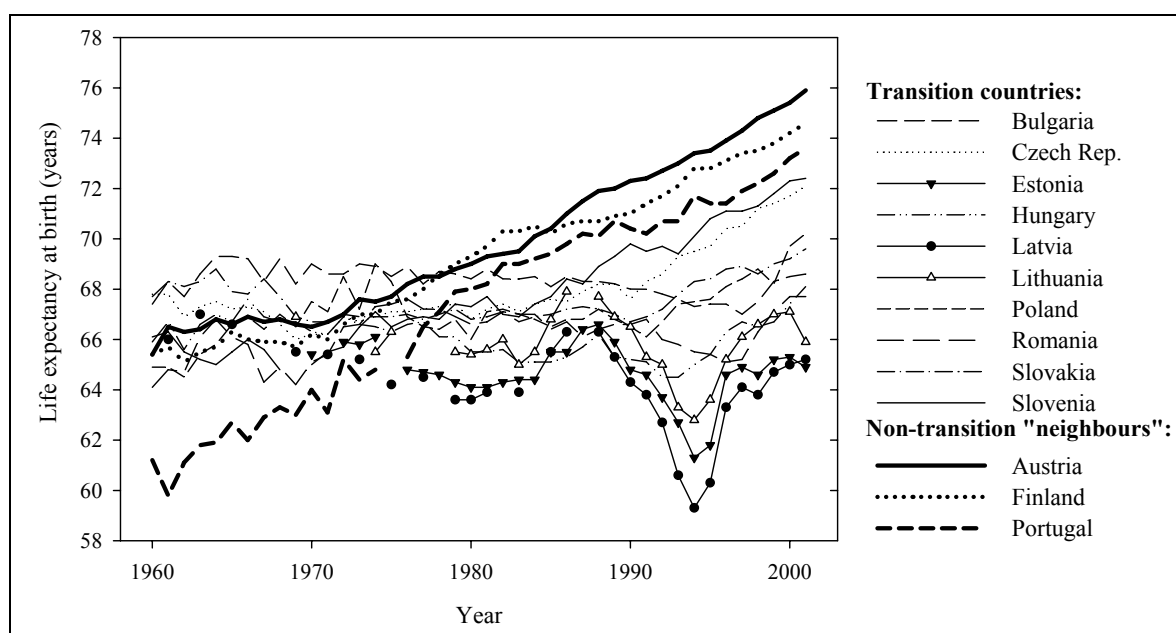 78
76
74
72
70
68
66
64
62
60
58
Life expectancy at birth (years)
1960 1970 1980 1990 2000
Year
Transition countries:
Bulgaria
Czech Rep.
Estonia
Hungary
Latvia
Lithuania
Poland
Romania
Slovakia
Slovenia
Non-transition "neighbours":
Austria
Finland
Portugal